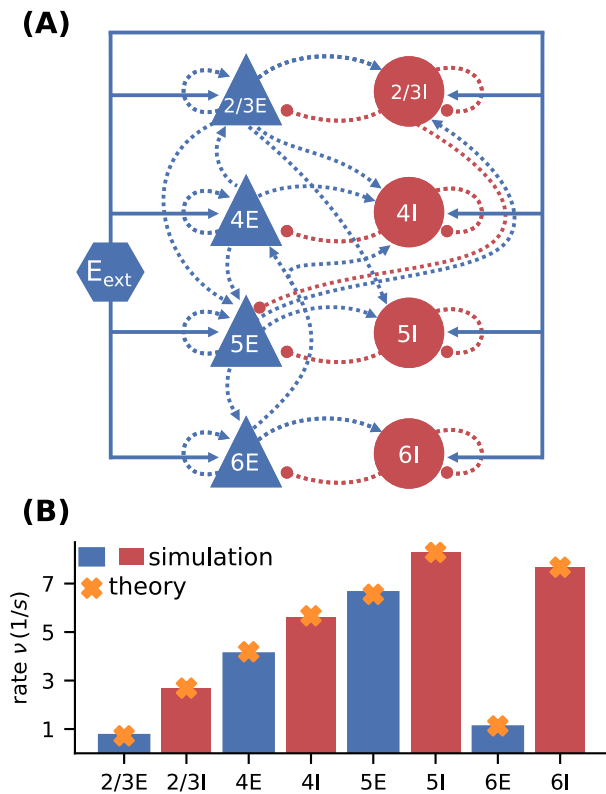 (A)
2/3E
2/3I
4E
4I
E_ext
5E
5I
6E
6I
(B)
simulation
theory
rate ν (1/s)
7
5
3
1
2/3E 2/3I 4E 4I 5E 5I 6E 6I